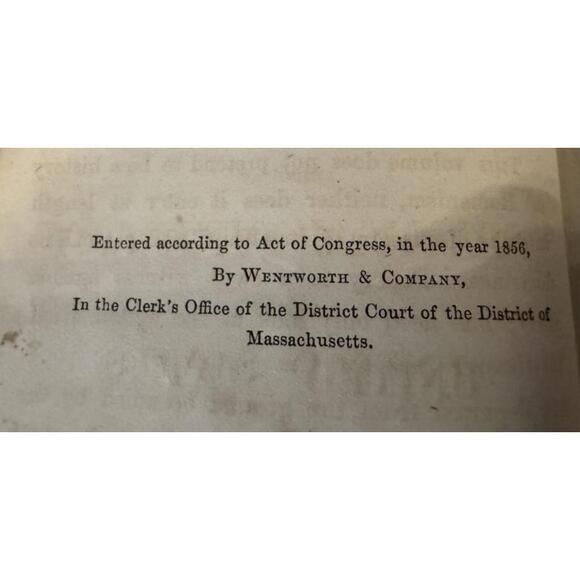 Entered according to Act of Congress, in the year 1856,
By WENTWORTH & COMPANY,
In the Clerk's Office of the District Court of the District of
Massachusetts.